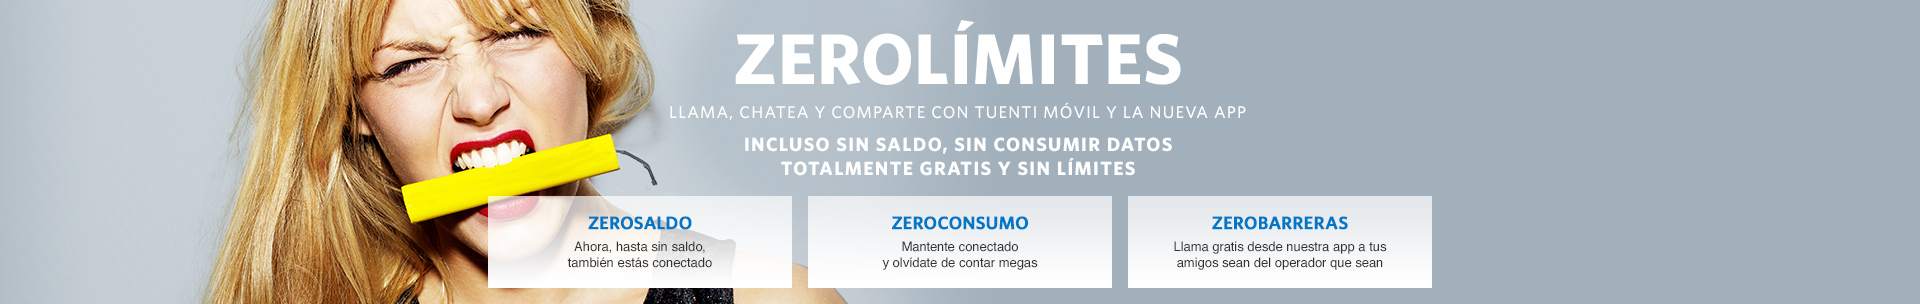 ZEROLÍMITES
LLAMA, CHATEA Y COMPARTE CON TUENTI MÓVIL Y LA NUEVA APP
INCLUSO SIN SALDO, SIN CONSUMIR DATOS
TOTALMENTE GRATIS Y SIN LÍMITES
ZEROSALDO
Ahora, hasta sin saldo,
también estás conectado
ZEROCONSUMO
Mantente conectado
y olvídate de contar megas
ZEROBARRERAS
Llama gratis desde nuestra app a tus
amigos sean del operador que sean